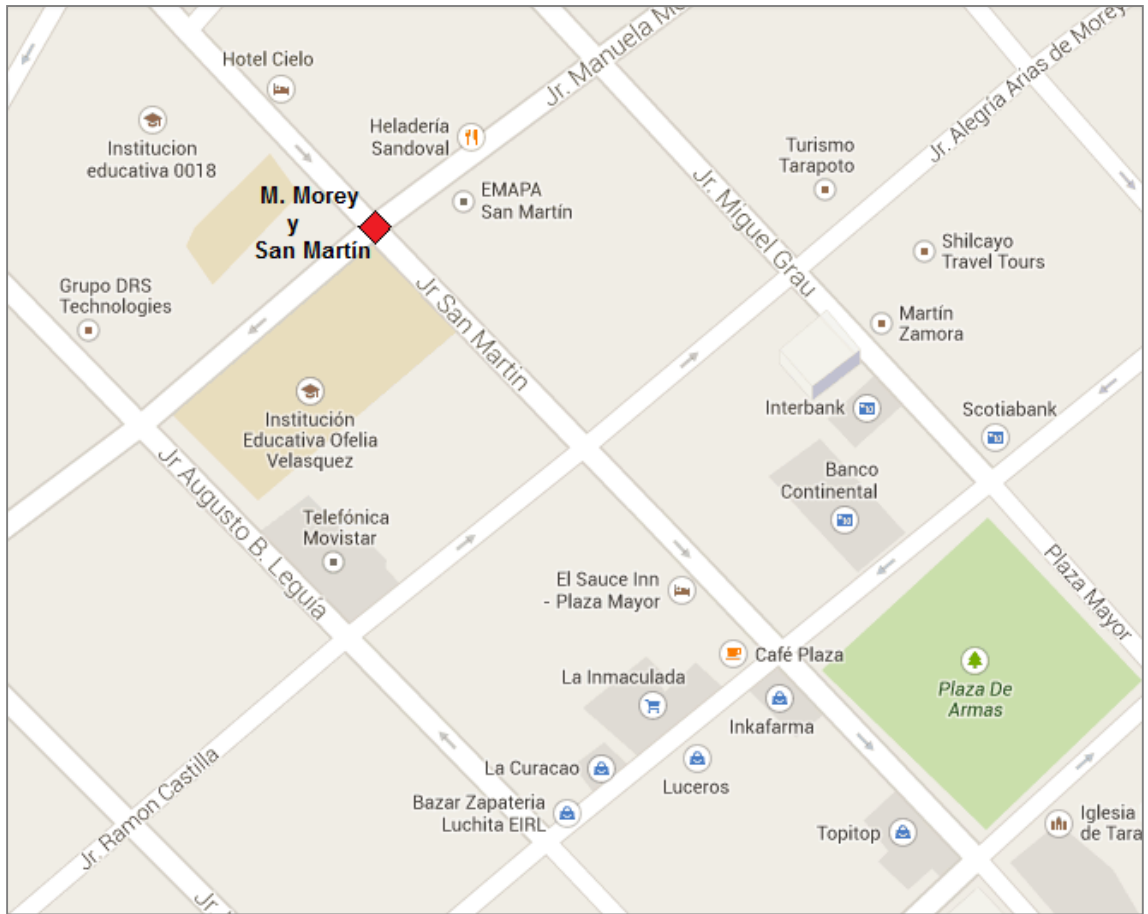 Hotel Cielo
Jr. Manuela Mo
Jr. Alegría Arias de Morey
Institucion
educativa 0018
Heladería
Sandoval
Turismo
Tarapoto
M. Morey
y
San Martín
EMAPA
San Martín
Jr. Miguel Grau
Shilcayo
Travel Tours
Grupo DRS
Technologies
Jr San Martin
Martín
Zamora
Interbank
Scotiabank
Institución
Educativa Ofelia
Velasquez
Banco
Continental
Jr Augusto B. Leguía
Telefónica
Movistar
El Sauce Inn
- Plaza Mayor
Plaza Mayor
Café Plaza
La Inmaculada
Plaza De
Armas
Inkafarma
La Curacao
Luceros
Jr. Ramon Castilla
Bazar Zapateria
Luchita EIRL
Topitop
Iglesia
de Tara
Jr.